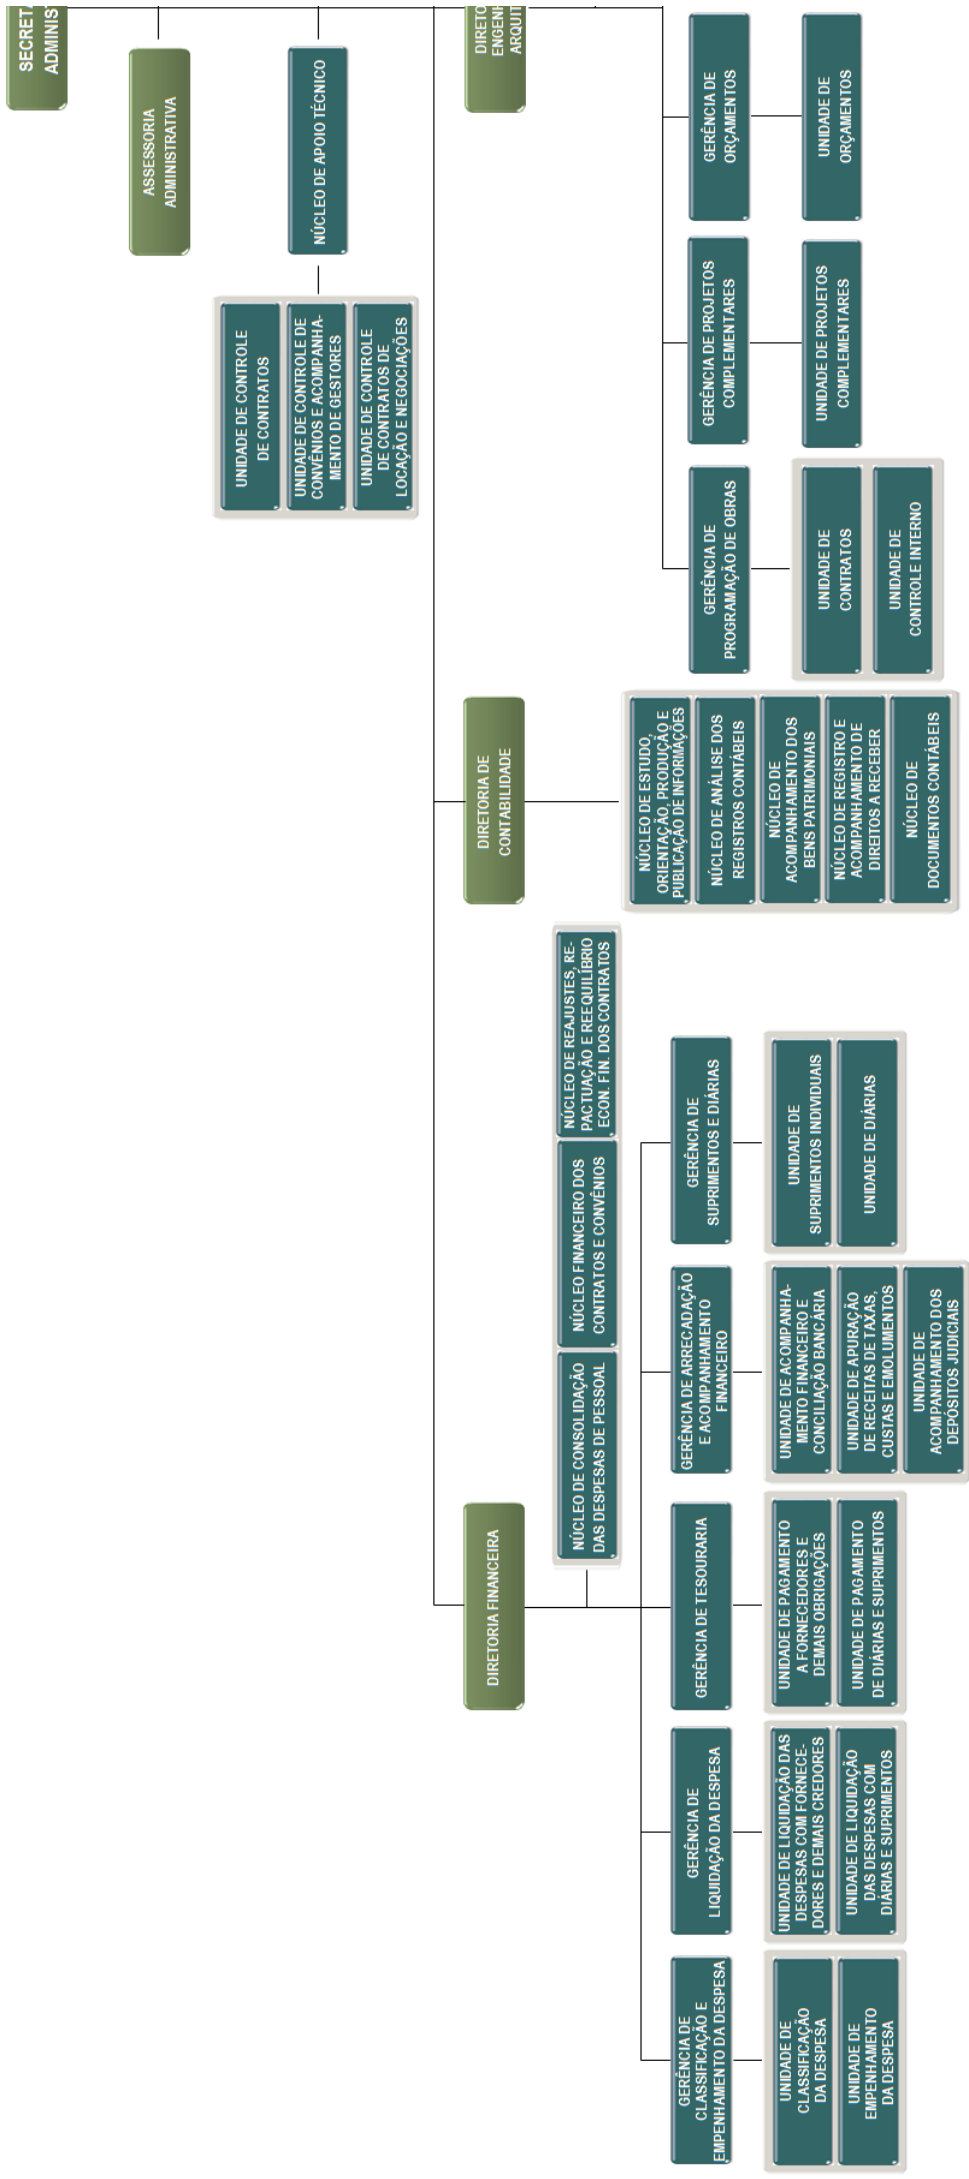 SECRET
ADMINIS
ASSESSORIA
ADMINISTRATIVA
NÚCLEO DE APOIO TÉCNICO
UNIDADE DE CONTROLE
DE CONTRATOS
UNIDADE DE CONTROLE DE
CONVÊNIOS E ACOMPANHA-
MENTO DE GESTORES
UNIDADE DE CONTROLE
DE CONTRATOS DE
LOCAÇÃO E NEGOCIAÇÕES
DIRETORIA FINANCEIRA
NÚCLEO DE CONSOLIDAÇÃO
DAS DESPESAS DE PESSOAL
NÚCLEO FINANCEIRO DOS
CONTRATOS E CONVÊNIOS
NÚCLEO DE REAJUSTES, RE-
PACTUAÇÃO E REEQUILÍBRIO
ECON. FIN. DOS CONTRATOS
GERÊNCIA DE
CLASSIFICAÇÃO E
EMPENHAMENTO DA DESPESA
UNIDADE DE
CLASSIFICAÇÃO
DA DESPESA
UNIDADE DE
EMPENHAMENTO
DA DESPESA
GERÊNCIA DE
LIQUIDAÇÃO DA DESPESA
UNIDADE DE LIQUIDAÇÃO DAS
DESPESAS COM FORNECE-
DORES E DEMAIS CREDORES
UNIDADE DE LIQUIDAÇÃO
DAS DESPESAS COM
DIÁRIAS E SUPRIMENTOS
GERÊNCIA DE TESOURARIA
UNIDADE DE PAGAMENTO
A FORNECEDORES E
DEMAIS OBRIGAÇÕES
UNIDADE DE PAGAMENTO
DE DIÁRIAS E SUPRIMENTOS
GERÊNCIA DE ARRECADAÇÃO
E ACOMPANHAMENTO
FINANCEIRO
UNIDADE DE ACOMPANHA-
MENTO FINANCEIRO E
CONCILIAÇÃO BANCÁRIA
UNIDADE DE APURAÇÃO
DE RECEITAS DE TAXAS,
CUSTAS E EMOLUMENTOS
UNIDADE DE
ACOMPANHAMENTO DOS
DEPÓSITOS JUDICIAIS
GERÊNCIA DE
SUPRIMENTOS E DIÁRIAS
UNIDADE DE
SUPRIMENTOS INDIVIDUAIS
UNIDADE DE DIÁRIAS
DIRETORIA DE
CONTABILIDADE
NÚCLEO DE ESTUDO,
ORIENTAÇÃO, PRODUÇÃO E
PUBLICAÇÃO DE INFORMAÇÕES
NÚCLEO DE ANÁLISE DOS
REGISTROS CONTÁBEIS
NÚCLEO DE
ACOMPANHAMENTO DOS
BENS PATRIMONIAIS
NÚCLEO DE REGISTRO E
ACOMPANHAMENTO DE
DIREITOS A RECEBER
NÚCLEO DE
DOCUMENTOS CONTÁBEIS
DIRETO
ENGENH
ARQUIT
GERÊNCIA DE
PROGRAMAÇÃO DE OBRAS
UNIDADE DE
CONTRATOS
UNIDADE DE
CONTROLE INTERNO
GERÊNCIA DE PROJETOS
COMPLEMENTARES
UNIDADE DE PROJETOS
COMPLEMENTARES
GERÊNCIA DE
ORÇAMENTOS
UNIDADE DE
ORÇAMENTOS